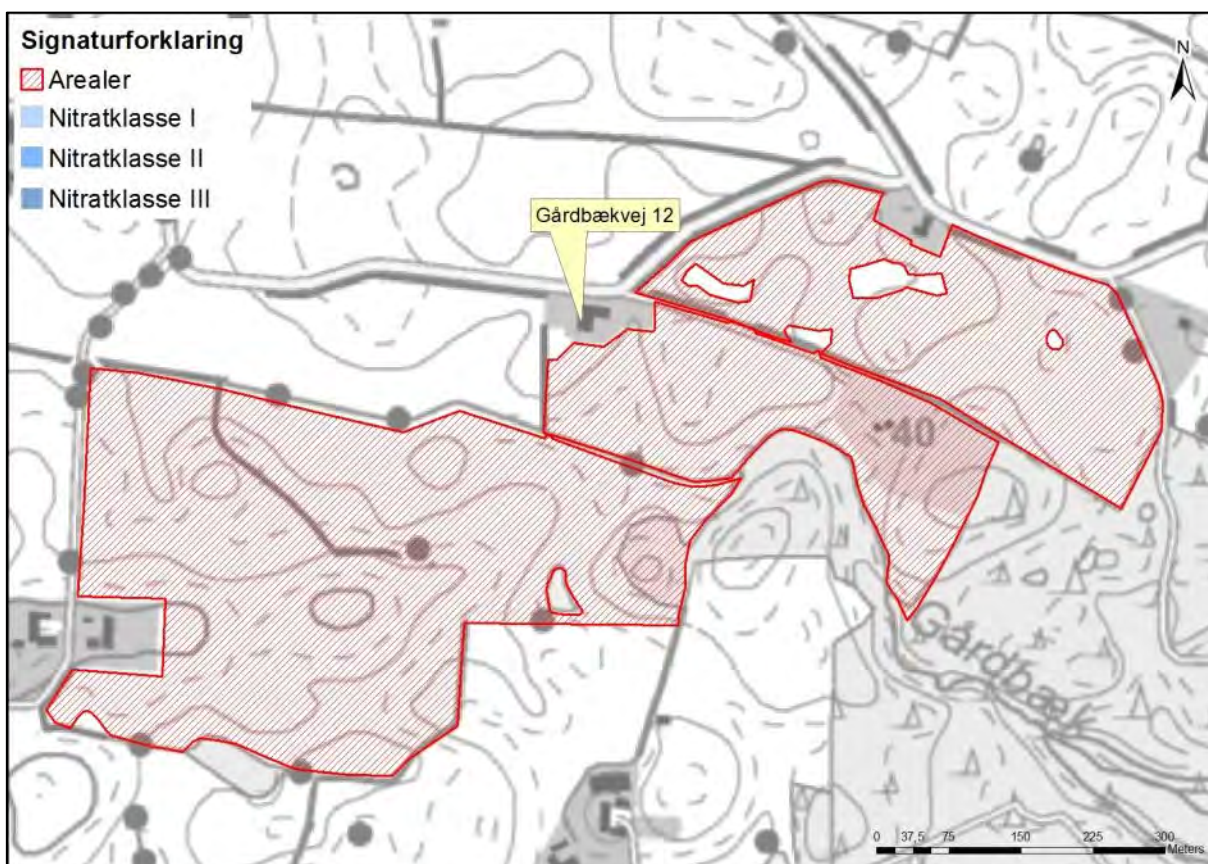 Signaturforklaring
Arealer
Nitratklasse I
Nitratklasse II
Nitratklasse III
N
Gårdbækvej 12
40
Gårdbæk
0 37,5 75 150 225 300
Meters